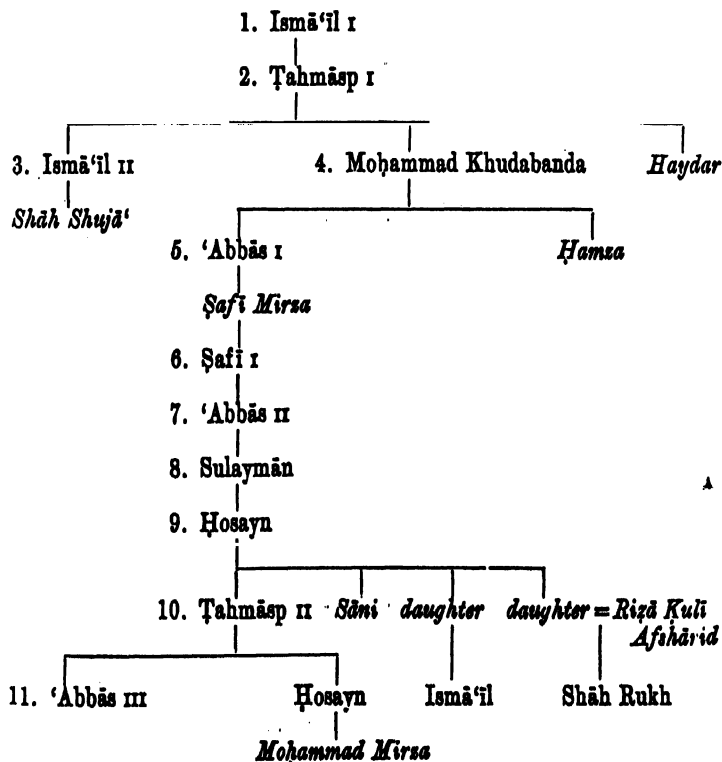 1. Ismā‘īl I
2. Ṭahmāsp I
3. Ismā‘īl II 4. Moḥammad Khudabanda Haydar
Shāh Shujā‘
5. ‘Abbās I Ḥamza
Ṣafī Mirza
6. Ṣafī I
7. ‘Abbās II
8. Sulaymān
9. Ḥosayn
10. Ṭahmāsp II Sāni daughter daughter = Riẓā Ḳulī
Afshārid
11. ‘Abbās III Ḥosayn Ismā‘īl Shāh Rukh
Moḥammad Mirza